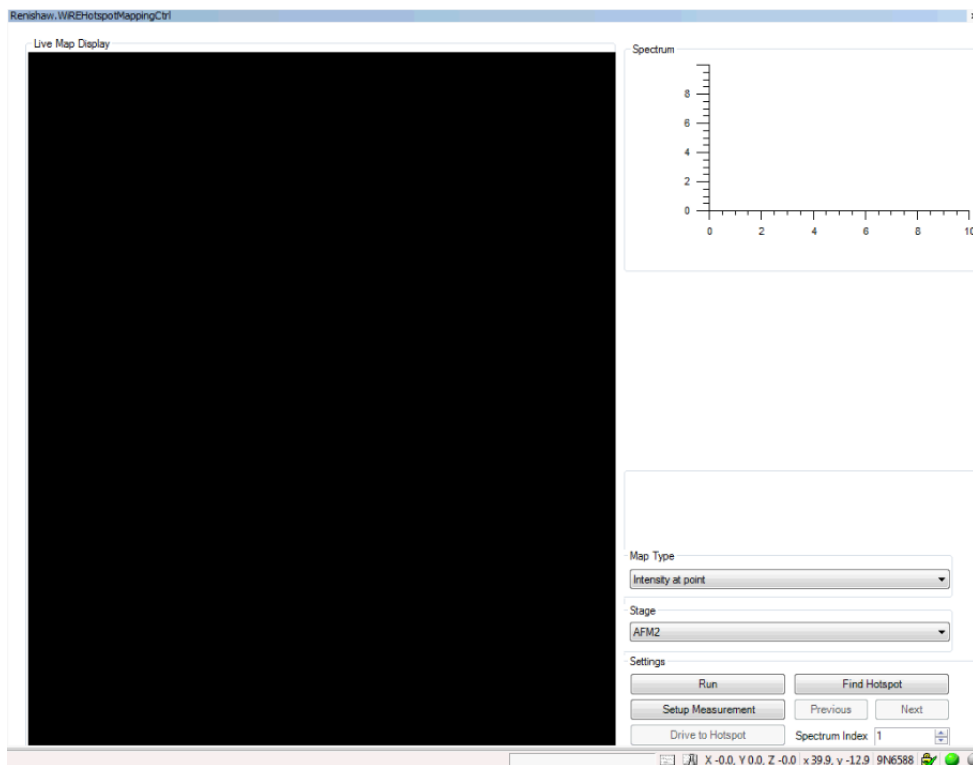 Renishaw.WiREHotspotMappingCtrl x
Live Map Display
Spectrum
8
6
4
2
0
0 2 4 6 8 10
Map Type
Intensity at point
Stage
AFM2
Settings
Run Find Hotspot
Setup Measurement Previous Next
Drive to Hotspot Spectrum Index 1
X -0.0, Y 0.0, Z -0.0 x 39.9, y -12.9 9N6588